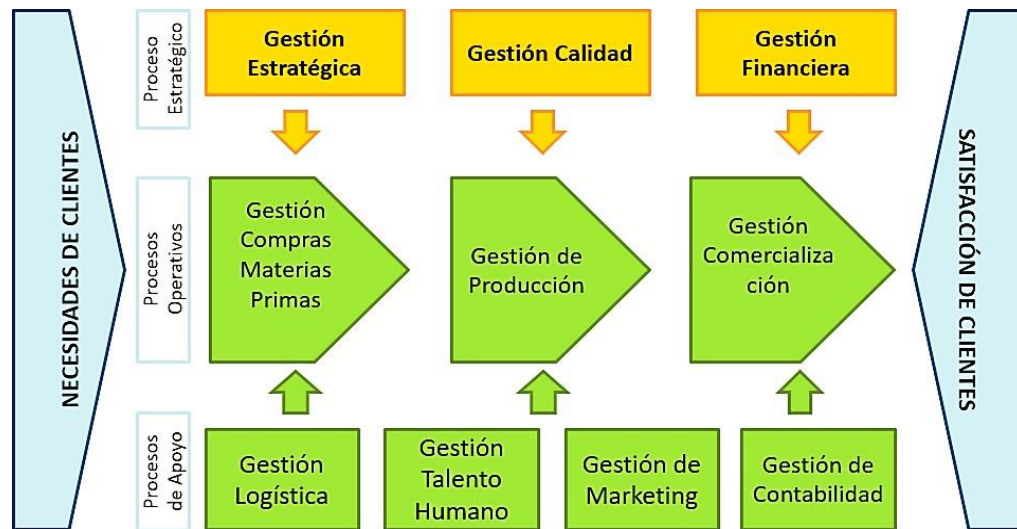 NECESIDADES DE CLIENTES
Proceso
Estratégico
Gestión
Estratégica
Gestión Calidad
Gestión
Financiera
Procesos
Operativos
Gestión
Compras
Materias
Primas
Gestión de
Producción
Gestión
Comercializa
ción
Procesos
de Apoyo
Gestión
Logística
Gestión
Talento
Humano
Gestión de
Marketing
Gestión de
Contabilidad
SATISFACCIÓN DE CLIENTES